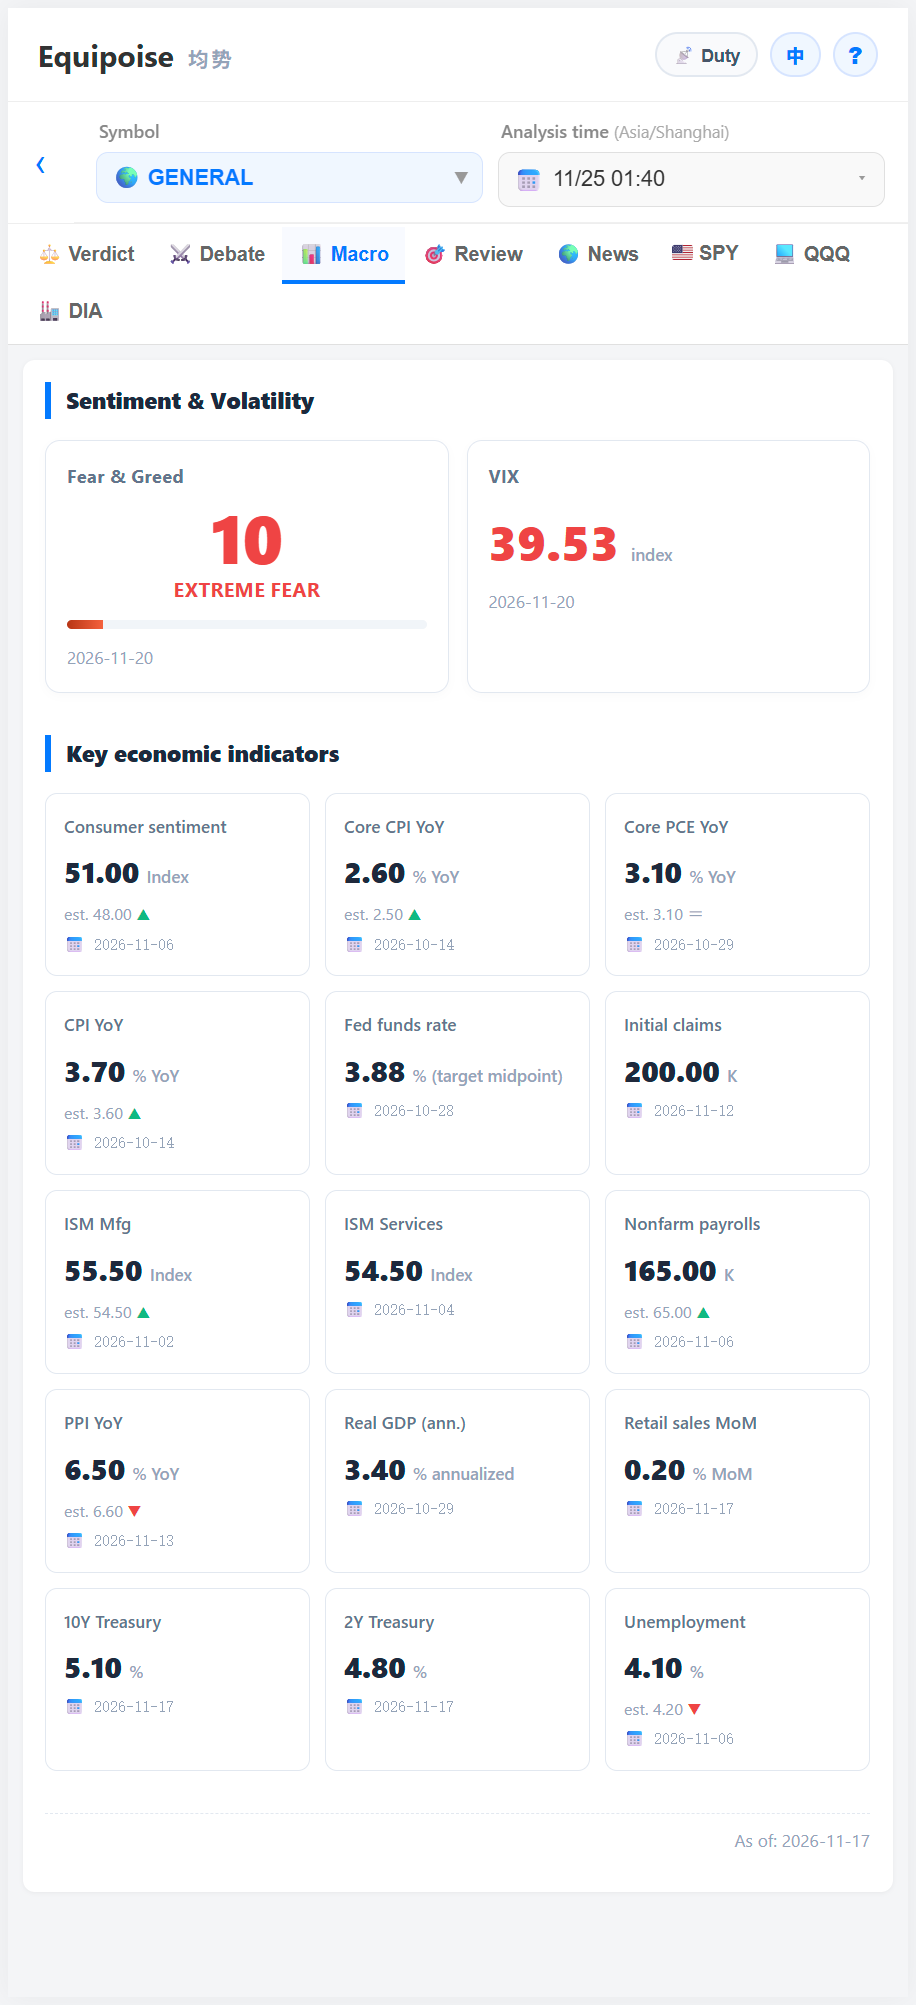 Equipoise 均势
Duty
中
?
Symbol
Analysis time (Asia/Shanghai)
GENERAL
11/25 01:40
Verdict
Debate
Macro
Review
News
SPY
QQQ
DIA
Sentiment & Volatility
Fear & Greed
10
EXTREME FEAR
2026-11-20
VIX
39.53 index
2026-11-20
Key economic indicators
Consumer sentiment
51.00 Index
est. 48.00 ▲
2026-11-06
Core CPI YoY
2.60 % YoY
est. 2.50 ▲
2026-10-14
Core PCE YoY
3.10 % YoY
est. 3.10 =
2026-10-29
CPI YoY
3.70 % YoY
est. 3.60 ▲
2026-10-14
Fed funds rate
3.88 % (target midpoint)
2026-10-28
Initial claims
200.00 K
2026-11-12
ISM Mfg
55.50 Index
est. 54.50 ▲
2026-11-02
ISM Services
54.50 Index
2026-11-04
Nonfarm payrolls
165.00 K
est. 65.00 ▲
2026-11-06
PPI YoY
6.50 % YoY
est. 6.60 ▼
2026-11-13
Real GDP (ann.)
3.40 % annualized
2026-10-29
Retail sales MoM
0.20 % MoM
2026-11-17
10Y Treasury
5.10 %
2026-11-17
2Y Treasury
4.80 %
2026-11-17
Unemployment
4.10 %
est. 4.20 ▼
2026-11-06
As of: 2026-11-17